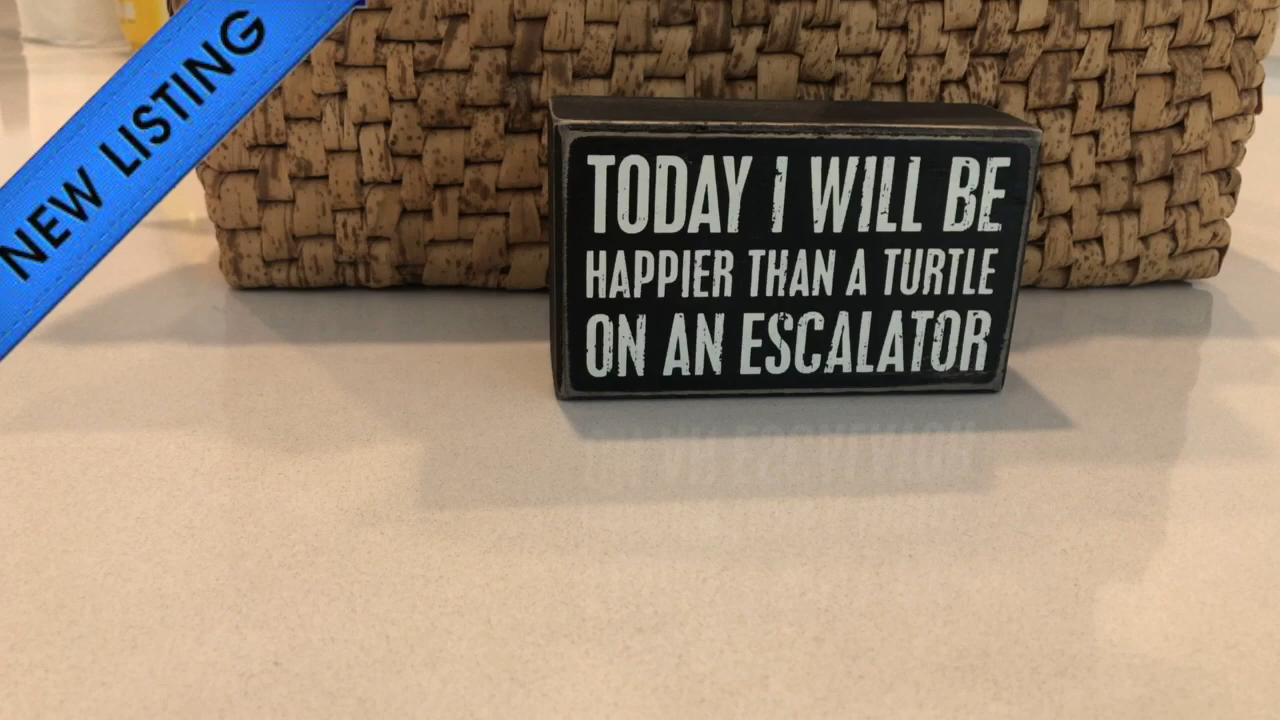 NEW LISTING
TODAY I WILL BE
HAPPIER THAN A TURTLE
ON AN ESCALATOR